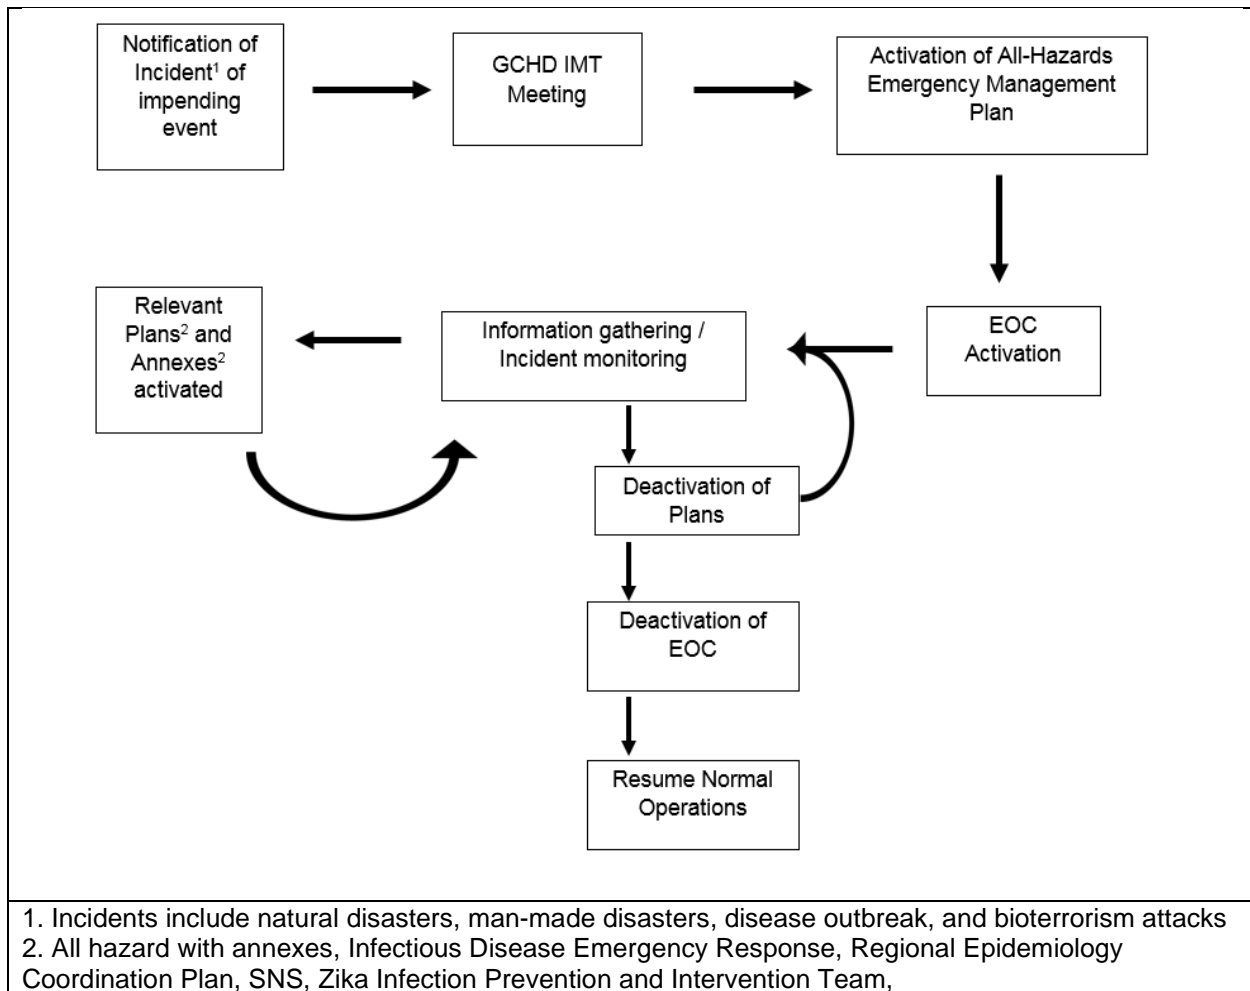 Notification of
Incident¹ of
impending
event
GCHD IMT
Meeting
Activation of All-Hazards
Emergency Management
Plan
Relevant
Plans² and
Annexes²
activated
Information gathering /
Incident monitoring
EOC
Activation
Deactivation of
Plans
Deactivation of
EOC
Resume Normal
Operations
1. Incidents include natural disasters, man-made disasters, disease outbreak, and bioterrorism attacks
2. All hazard with annexes, Infectious Disease Emergency Response, Regional Epidemiology
Coordination Plan, SNS, Zika Infection Prevention and Intervention Team,